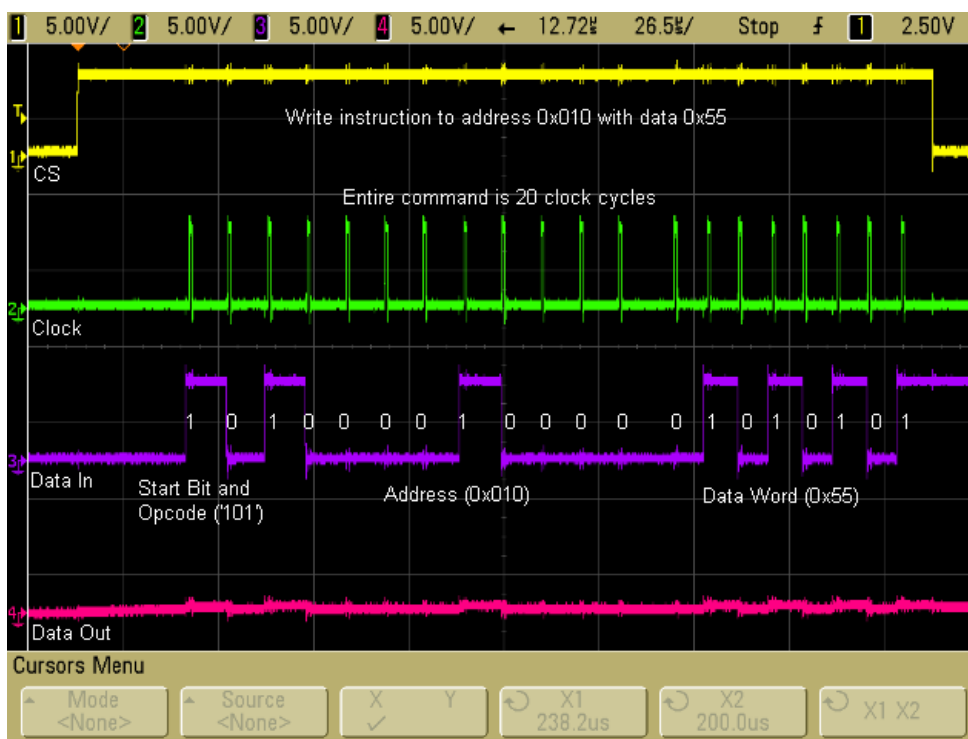 1 5.00V/ 2 5.00V/ 3 5.00V/ 4 5.00V/ ← 12.72% 26.5%/ Stop 1 2.50V
T
Write instruction to address 0x010 with data 0x55
1
CS
Entire command is 20 clock cycles
2
Clock
1 0 1 0 0 0 0 1 0 0 0 0 0 1 0 1 0 1 0 1
3
Data In
Start Bit and
Opcode ('101')
Address (0x010)
Data Word (0x55)
4
Data Out
Cursors Menu
Mode
<None>
Source
<None>
X Y
✓
X1
238.2us
X2
200.0us
X1 X2